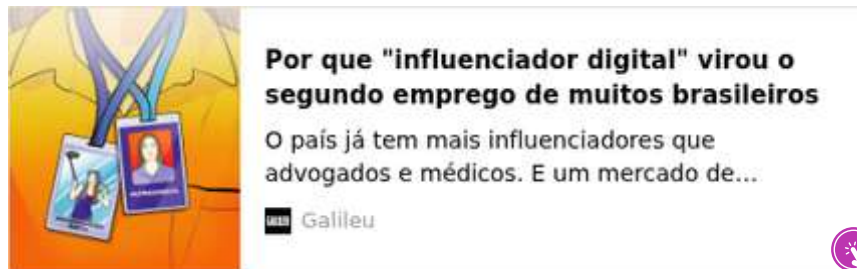 Por que "influenciador digital" virou o
segundo emprego de muitos brasileiros
O país já tem mais influenciadores que
advogados e médicos. E um mercado de...
Galileu